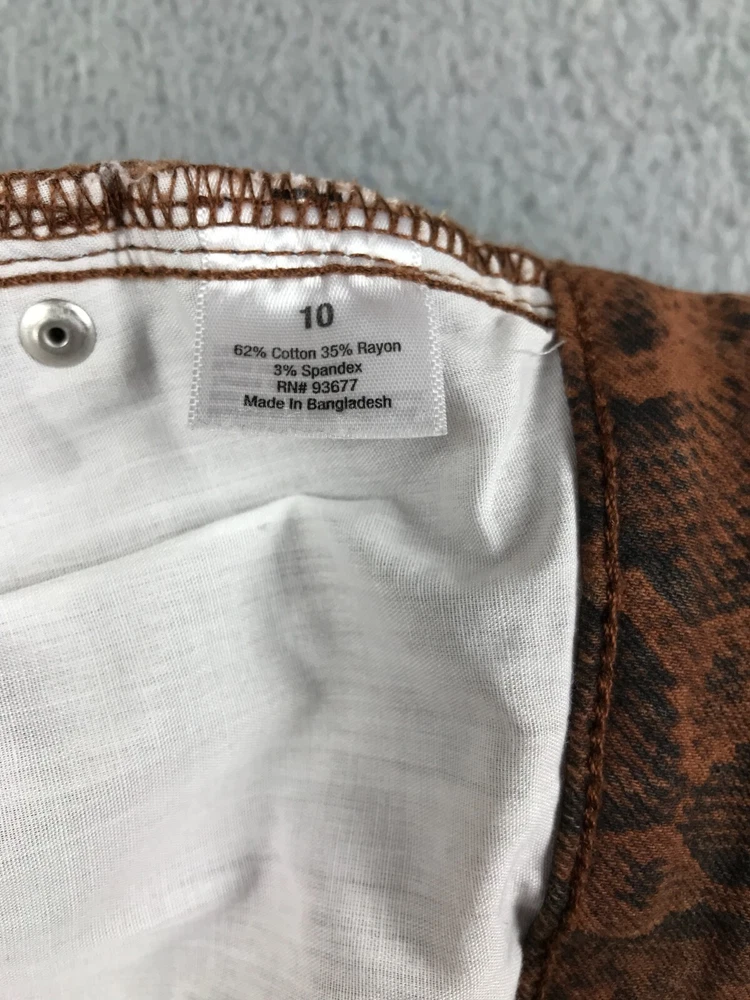 10
62% Cotton 35% Rayon
3% Spandex
RN# 93677
Made In Bangladesh